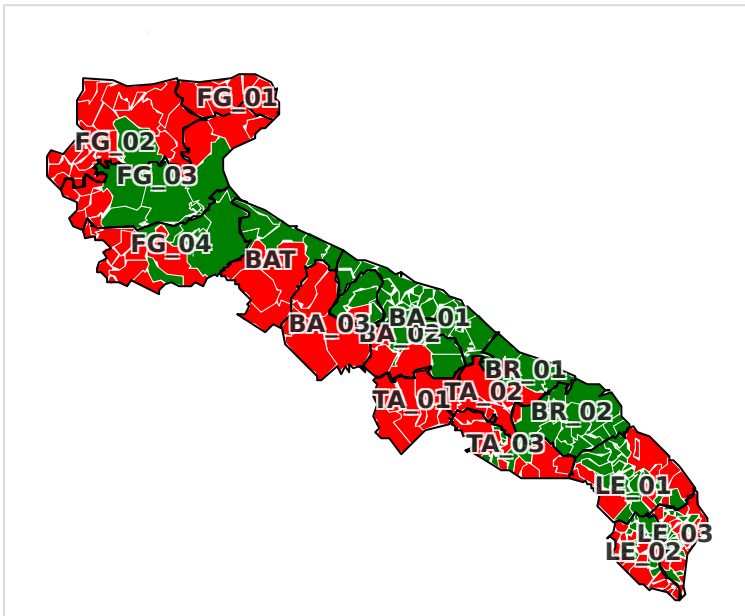 FG_01
FG_02
FG_03
FG_04
BAT
BA_01
BA_03
BA_02
BR_01
TA_02
TA_01
BR_02
TA_03
LE_01
LE_03
LE_02